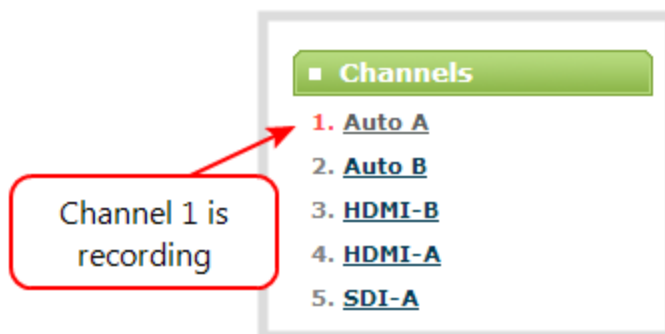 Channels
1. Auto A
2. Auto B
3. HDMI-B
4. HDMI-A
5. SDI-A
Channel 1 is
recording